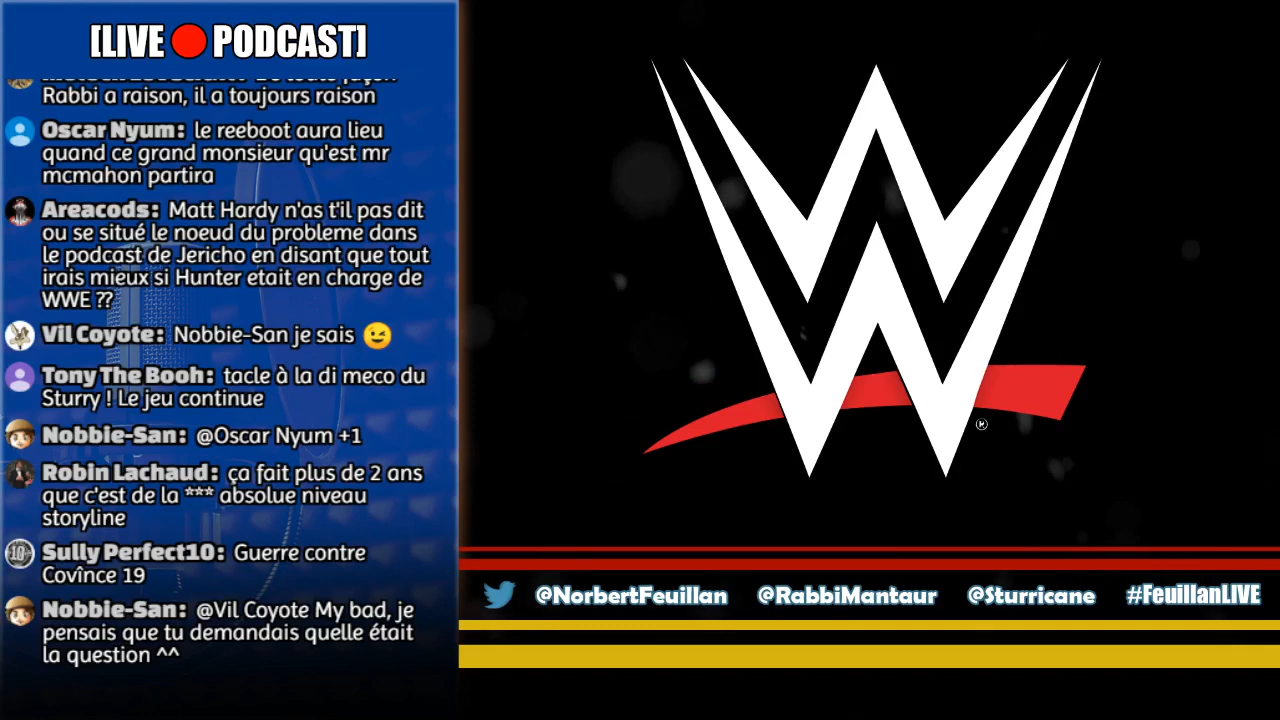 [LIVE PODCAST]
Rabbi a raison, il a toujours raison
Oscar Nyum : le reeboot aura lieu
quand ce grand monsieur qu'est mr
mcmahon partira
Areacods : Matt Hardy n'as t'il pas dit
ou se situé le noeud du probleme dans
le podcast de Jericho en disant que tout
irais mieux si Hunter etait en charge de
WWE ??
Vil Coyote : Nobbie-San je sais 😉
Tony The Booh : tacle à la di meco du
Sturry ! Le jeu continue
Nobbie-San : @Oscar Nyum +1
Robin Lachaud : ça fait plus de 2 ans
que c'est de la *** absolue niveau
storyline
10
Sully Perfect10 : Guerre contre
Covînce 19
Nobbie-San : @Vil Coyote My bad, je
pensais que tu demandais quelle était
la question ^^
W
W
®
@NorbertFeuillan @RabbiMantaur @Sturricane #FeuillanLIVE